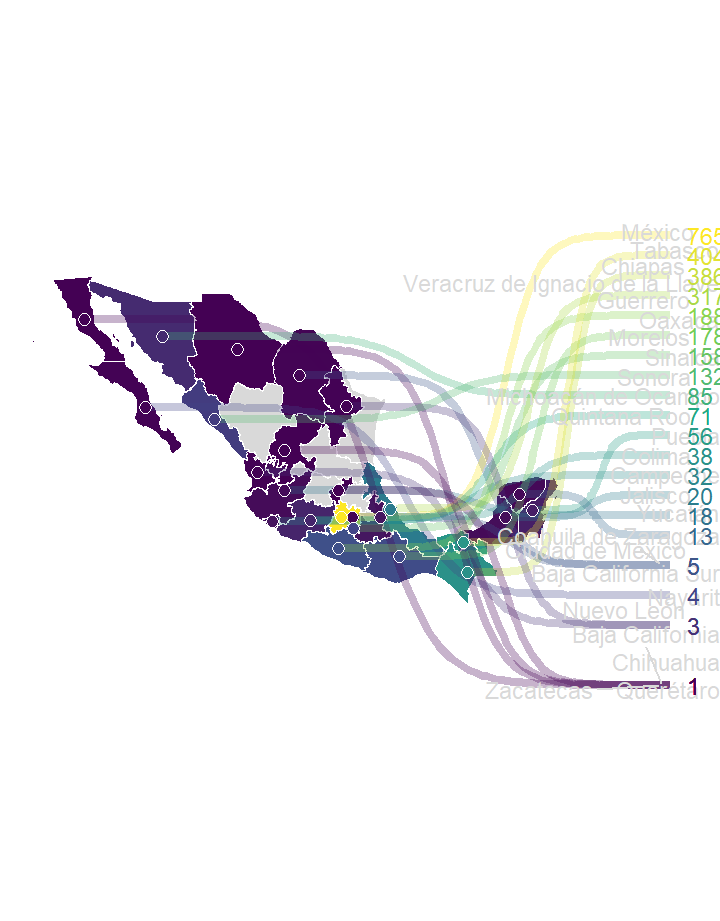 México 765
Tabasco 404
Chiapas 386
Veracruz de Ignacio de la Llave 317
Guerrero 188
Oaxaca 178
Morelos 158
Sinaloa 132
Sonora 85
Michoacán de Ocampo 71
Quintana Roo 56
Puebla 38
Colima 32
Campeche 20
Jalisco 18
Yucatán 13
Coahuila de Zaragoza 5
Ciudad de México 4
Baja California Sur 3
Nayarit 1
Nuevo León
Baja California
Chihuahua
Zacatecas Querétaro